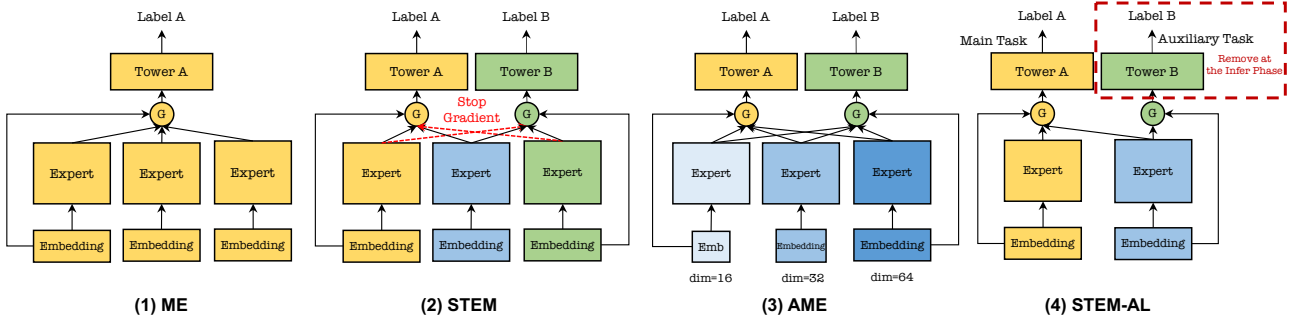 Label A
Tower A
G
Expert
Expert
Expert
Embedding
Embedding
Embedding
(1) ME
Label A
Label B
Tower A
Tower B
G
Stop
Gradient
G
Expert
Expert
Expert
Embedding
Embedding
Embedding
(2) STEM
Label A
Label B
Tower A
Tower B
G
G
Expert
Expert
Expert
Emb
Embedding
Embedding
dim=16
dim=32
dim=64
(3) AME
Label A
Label B
Main Task
Auxiliary Task
Tower A
Tower B
Remove at
the Infer Phase
G
G
Expert
Expert
Embedding
Embedding
(4) STEM-AL